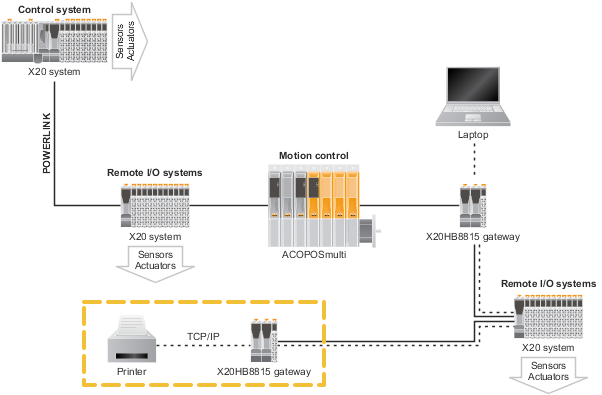 Control system
Sensors
Actuators
X20 system
POWERLINK
Laptop
Motion control
Remote I/O systems
X20 system
ACOPOSmulti
X20HB8815 gateway
Sensors
Actuators
Remote I/O systems
TCP/IP
X20 system
Printer
X20HB8815 gateway
Sensors
Actuators